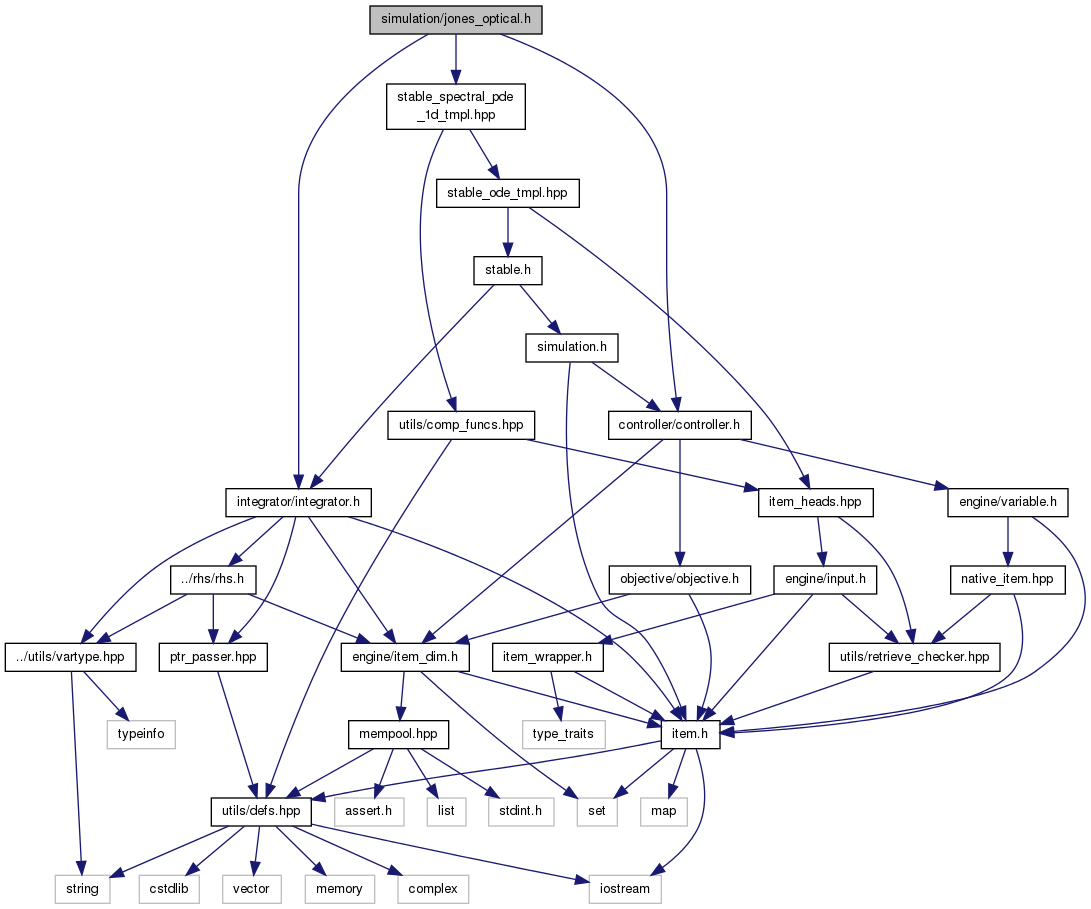 simulation/jones_optical.h
stable_spectral_pde
_1d_tmpl.hpp
stable_ode_tmpl.hpp
stable.h
simulation.h
utils/comp_funcs.hpp
controller/controller.h
integrator/integrator.h
item_heads.hpp
engine/variable.h
../rhs/rhs.h
objective/objective.h
engine/input.h
native_item.hpp
../utils/vartype.hpp
ptr_passer.hpp
engine/item_dim.h
item_wrapper.h
utils/retrieve_checker.hpp
typeinfo
mempool.hpp
type_traits
item.h
utils/defs.hpp
assert.h
list
stdint.h
set
map
string
cstdlib
vector
memory
complex
iostream